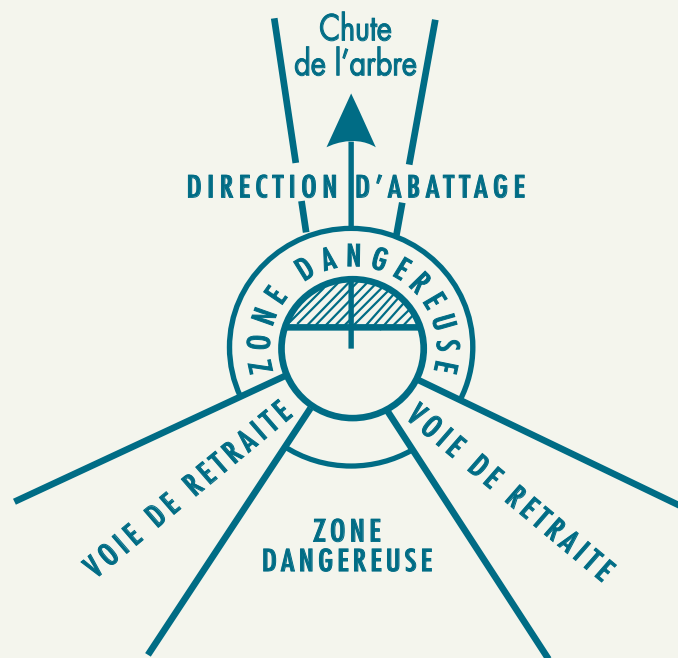 Chute
de l'arbre
DIRECTION D'ABATTAGE
ZONE DANGEREUSE
VOIE DE RETRAITE
VOIE DE RETRAITE
ZONE
DANGEREUSE